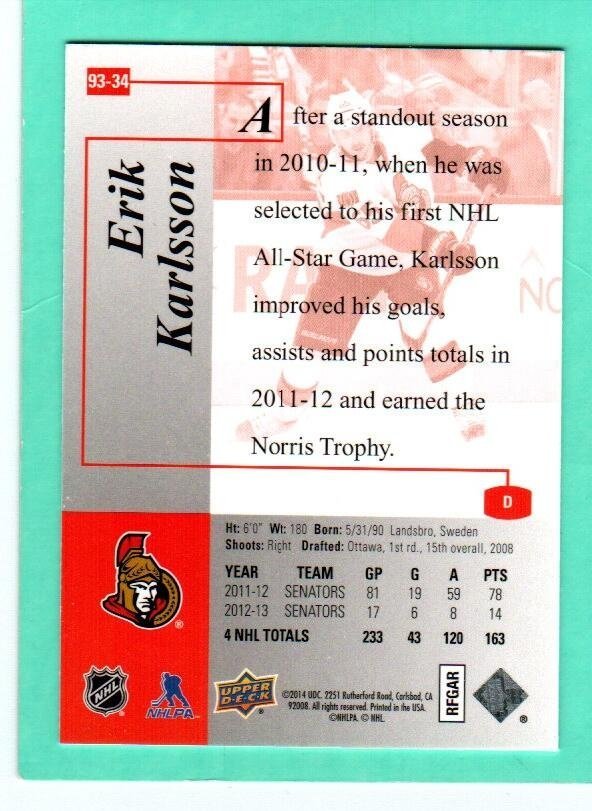 93-34
Erik
Karlsson
After a standout season
in 2010-11, when he was
selected to his first NHL
All-Star Game, Karlsson
improved his goals,
assists and points totals in
2011-12 and earned the
Norris Trophy.
D
Ht: 6'0" Wt: 180 Born: 5/31/90 Landsbro, Sweden
Shoots: Right Drafted: Ottawa, 1st rd., 15th overall, 2008
YEAR TEAM GP G A PTS
2011-12 SENATORS 81 19 59 78
2012-13 SENATORS 17 6 8 14
4 NHL TOTALS 233 43 120 163
®
NHL
NHLPA
UPPER
DECK
®
©2014 UDC. 2251 Rutherford Road, Carlsbad, CA
92008. All rights reserved. Printed in the USA.
©NHLPA. © NHL.
RFGAR
®